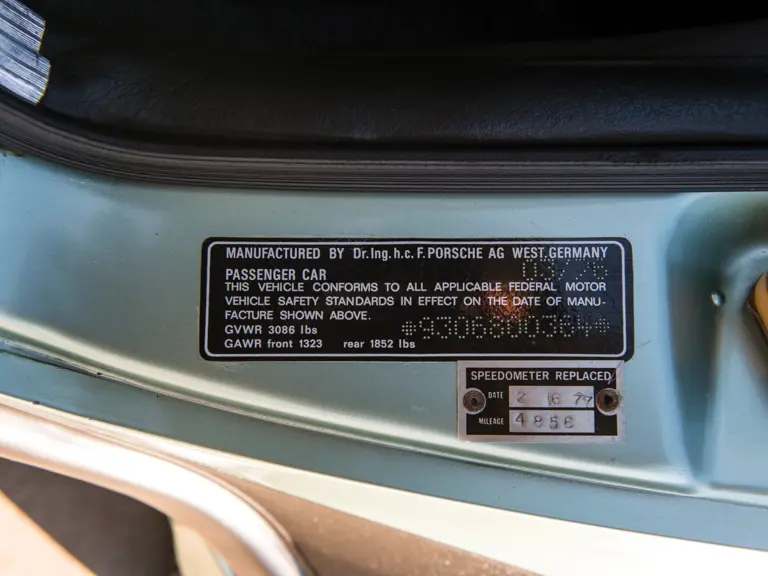 MANUFACTURED BY Dr.Ing.h.c. F. PORSCHE AG WEST.GERMANY
03/76
PASSENGER CAR
THIS VEHICLE CONFORMS TO ALL APPLICABLE FEDERAL MOTOR
VEHICLE SAFETY STANDARDS IN EFFECT ON THE DATE OF MANU-
FACTURE SHOWN ABOVE.
GVWR 3086 lbs
*9306800384*
GAWR front 1323 rear 1852 lbs
SPEEDOMETER REPLACED
DATE 2 6 77
MILEAGE 4856